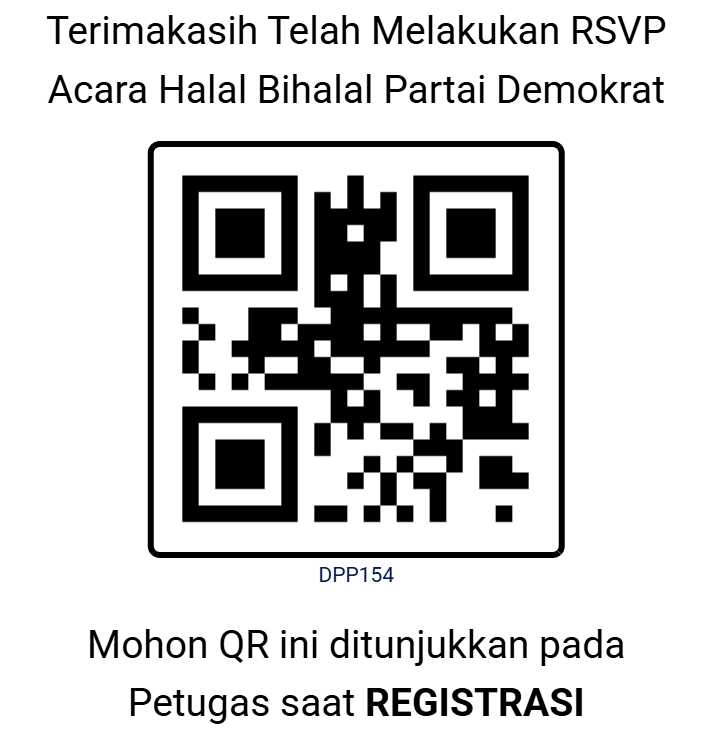 Terimakasih Telah Melakukan RSVP
Acara Halal Bihalal Partai Demokrat
DPP154
Mohon QR ini ditunjukkan pada
Petugas saat REGISTRASI